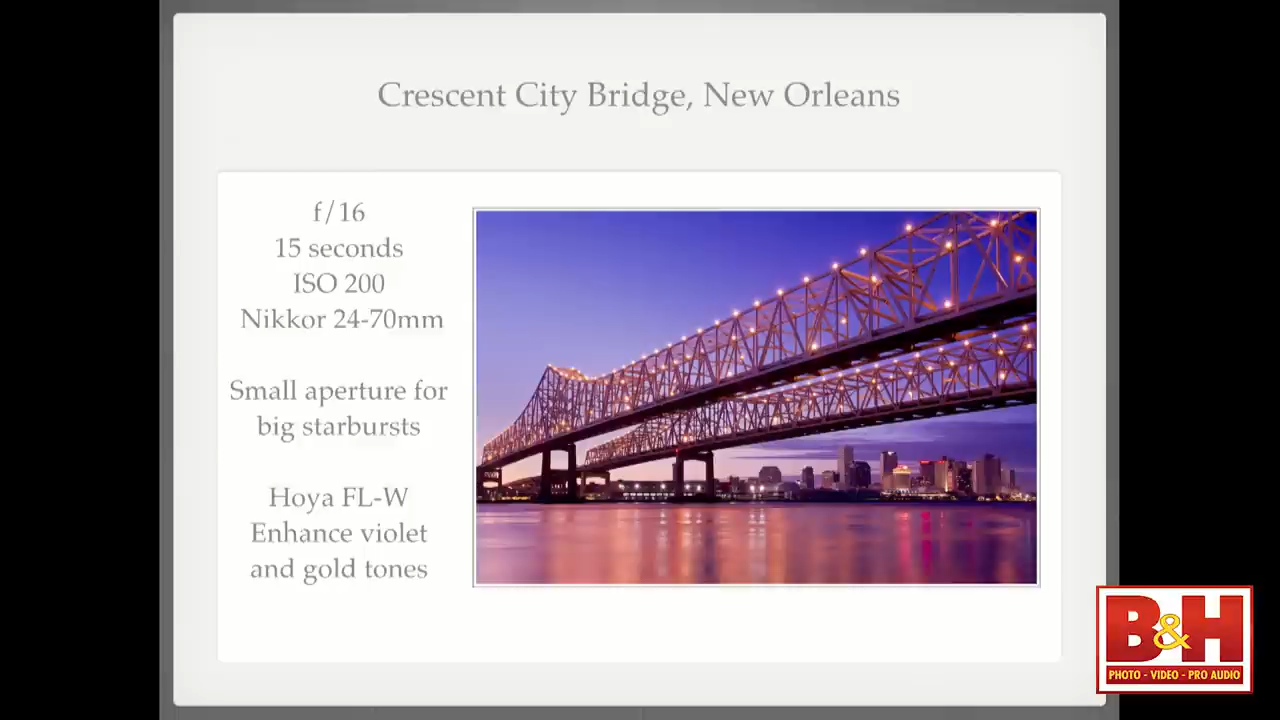 Crescent City Bridge, New Orleans
f/16
15 seconds
ISO 200
Nikkor 24-70mm
Small aperture for
big starbursts
Hoya FL-W
Enhance violet
and gold tones
B&H
PHOTO - VIDEO - PRO AUDIO